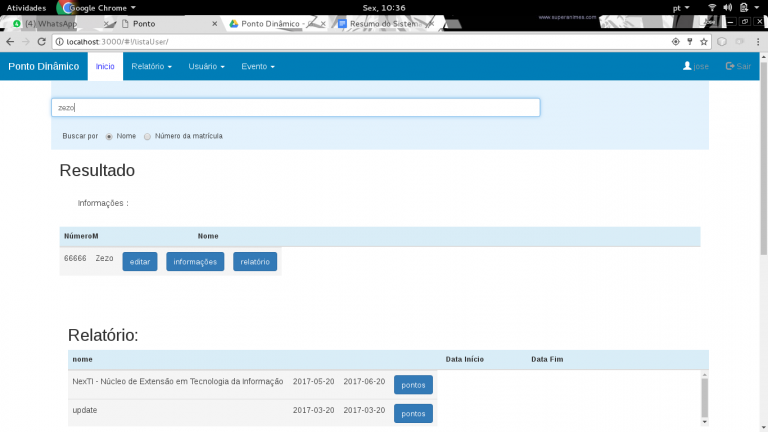 Atividades Google Chrome Sex, 10:36 pt
(4) WhatsApp Ponto Ponto Dinâmico - Resumo do Sistem www.superanimes.com jose
localhost:3000/#!/listaUser/
Ponto Dinâmico Inicio Relatório Usuário Evento jose Sair
zezo
Buscar por Nome Número da matrícula
Resultado
Informações :
NúmeroM Nome
66666 Zezo editar informações relatório
Relatório:
nome Data Início Data Fim
NexTI - Núcleo de Extensão em Tecnologia da Informação 2017-05-20 2017-06-20 pontos
update 2017-03-20 2017-03-20 pontos